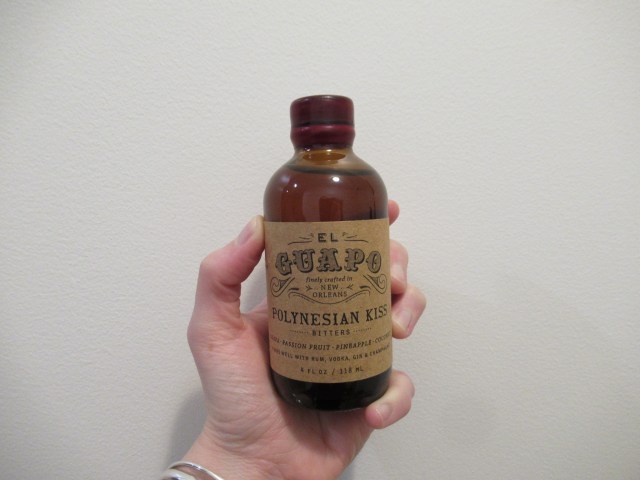 EL
GUAPO
finely crafted in
NEW
ORLEANS
POLYNESIAN KISS
BITTERS
PASSION FRUIT · PINEAPPLE ·
WELL WITH RUM, VODKA, GIN &
4 FL OZ / 118 ML